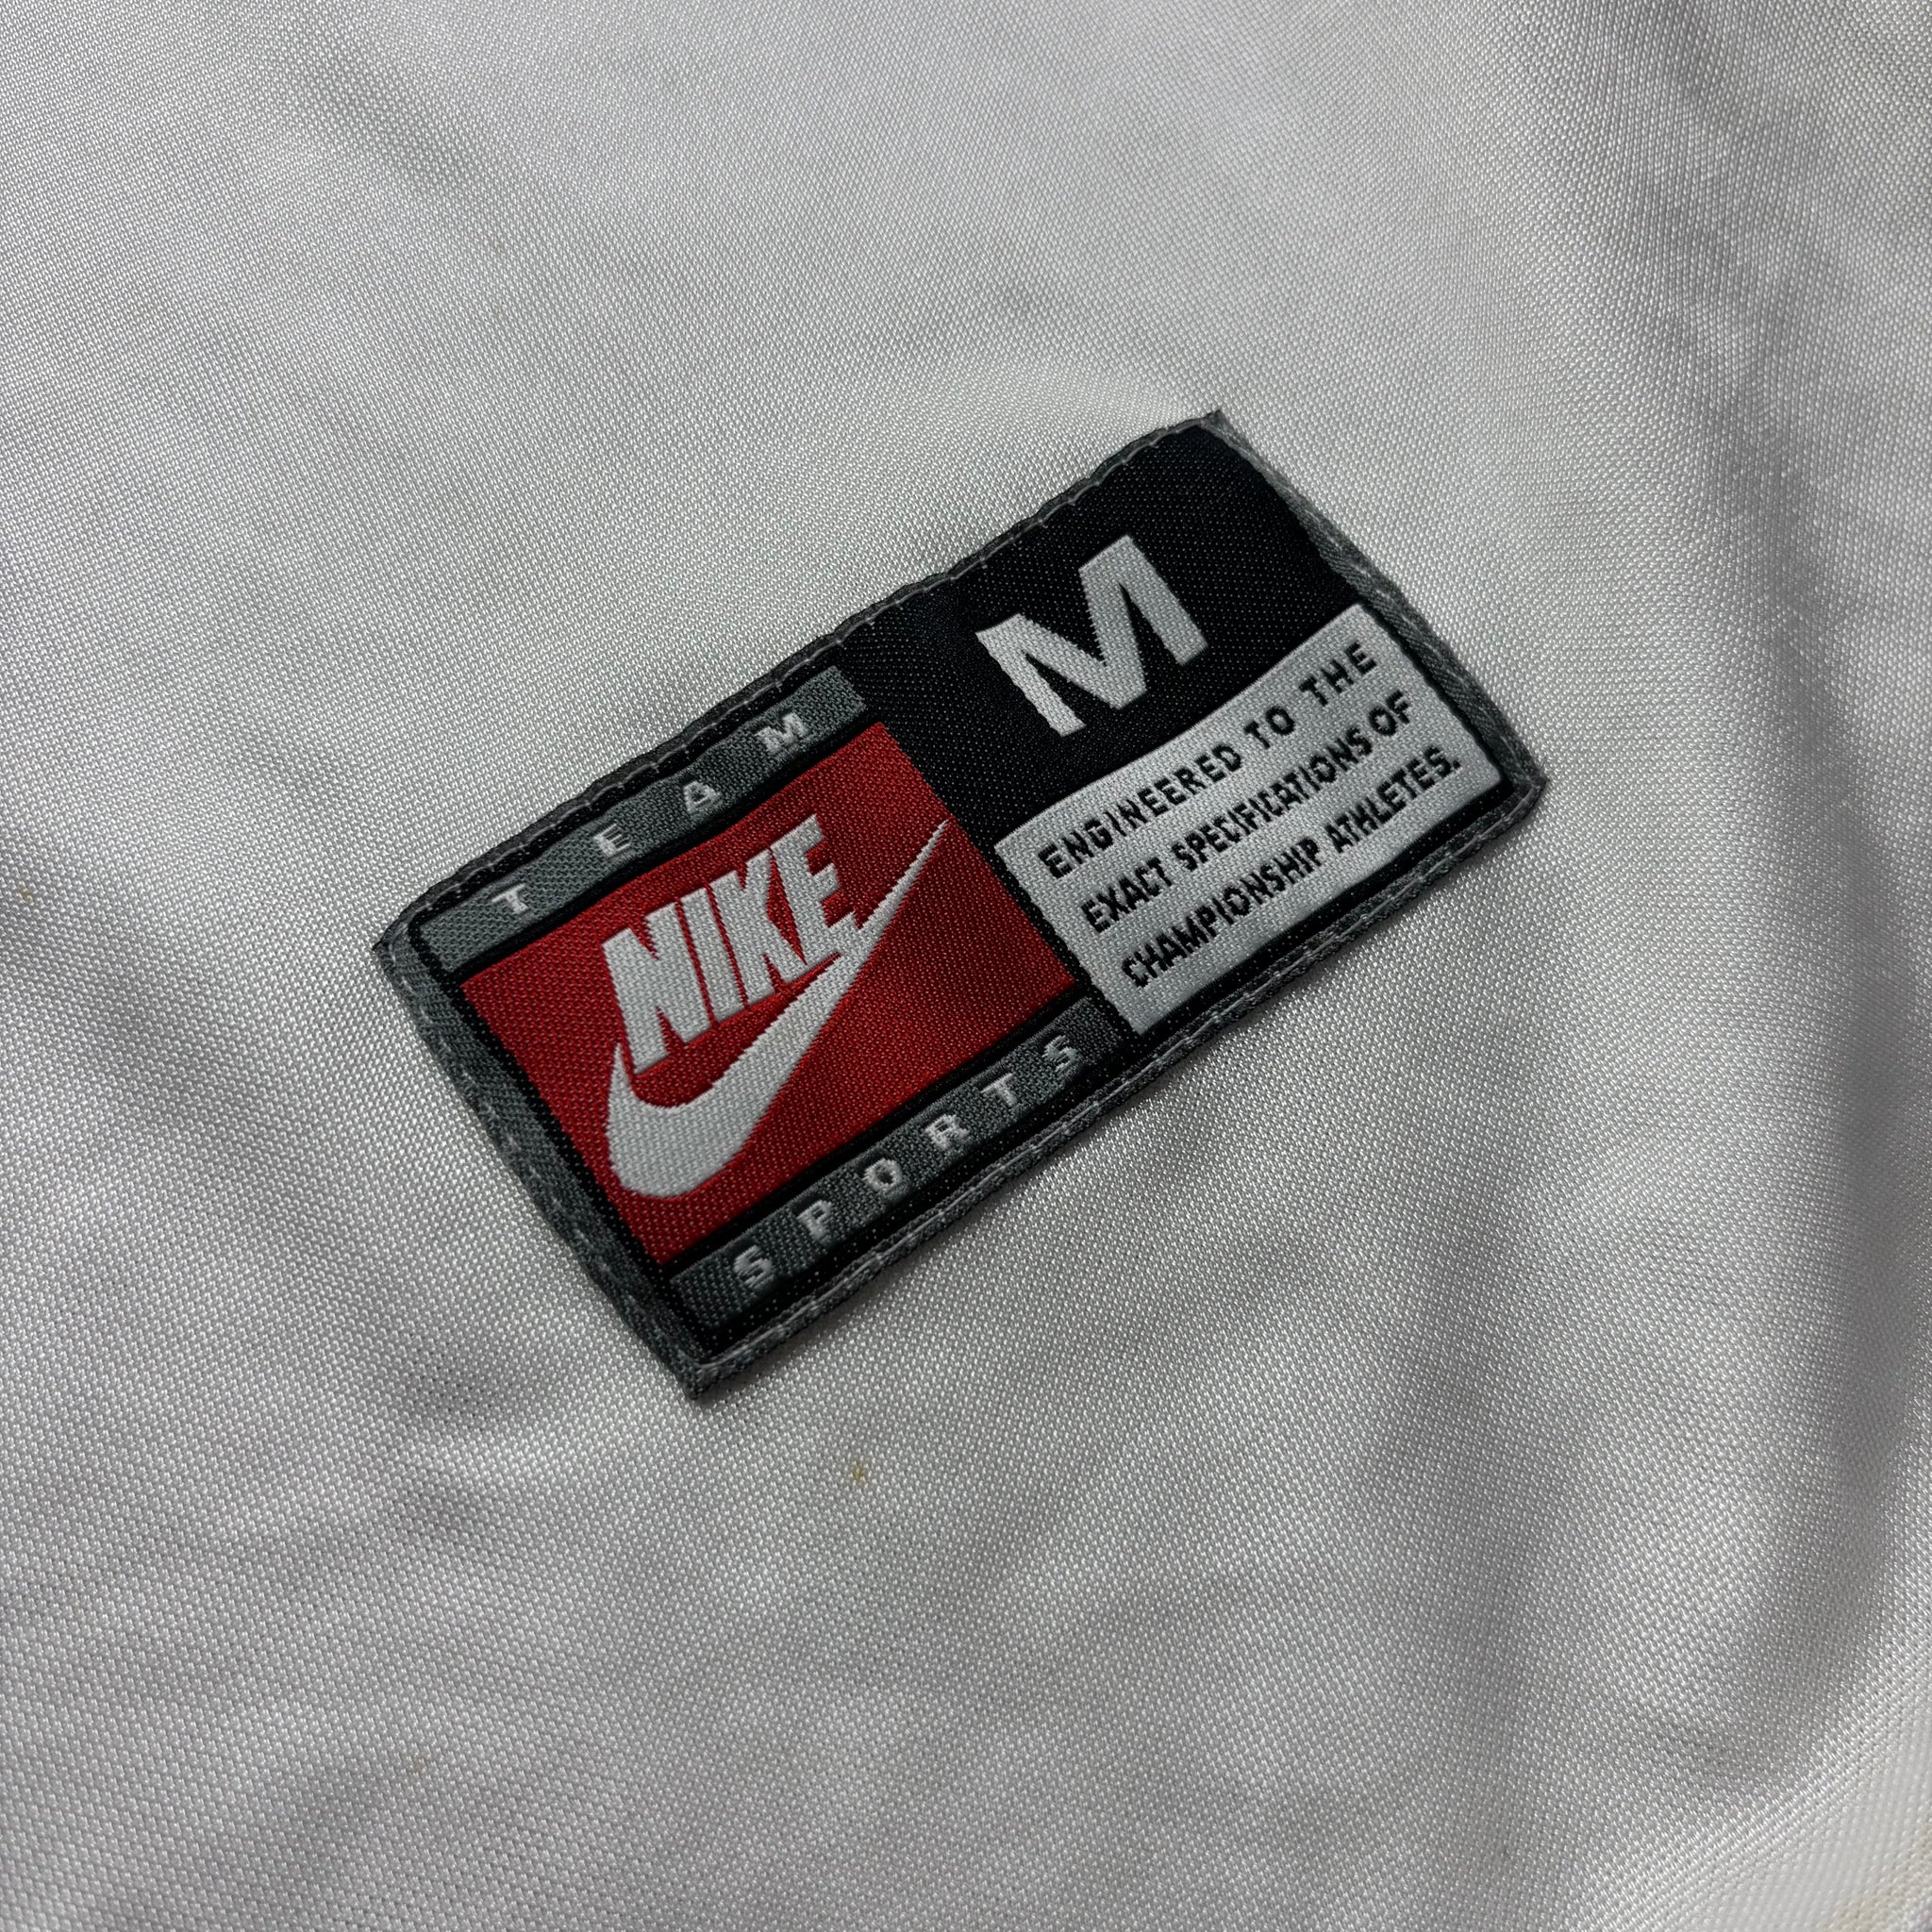 TEAM
NIKE
SPORTS
M
ENGINEERED TO THE
EXACT SPECIFICATIONS OF
CHAMPIONSHIP ATHLETES.